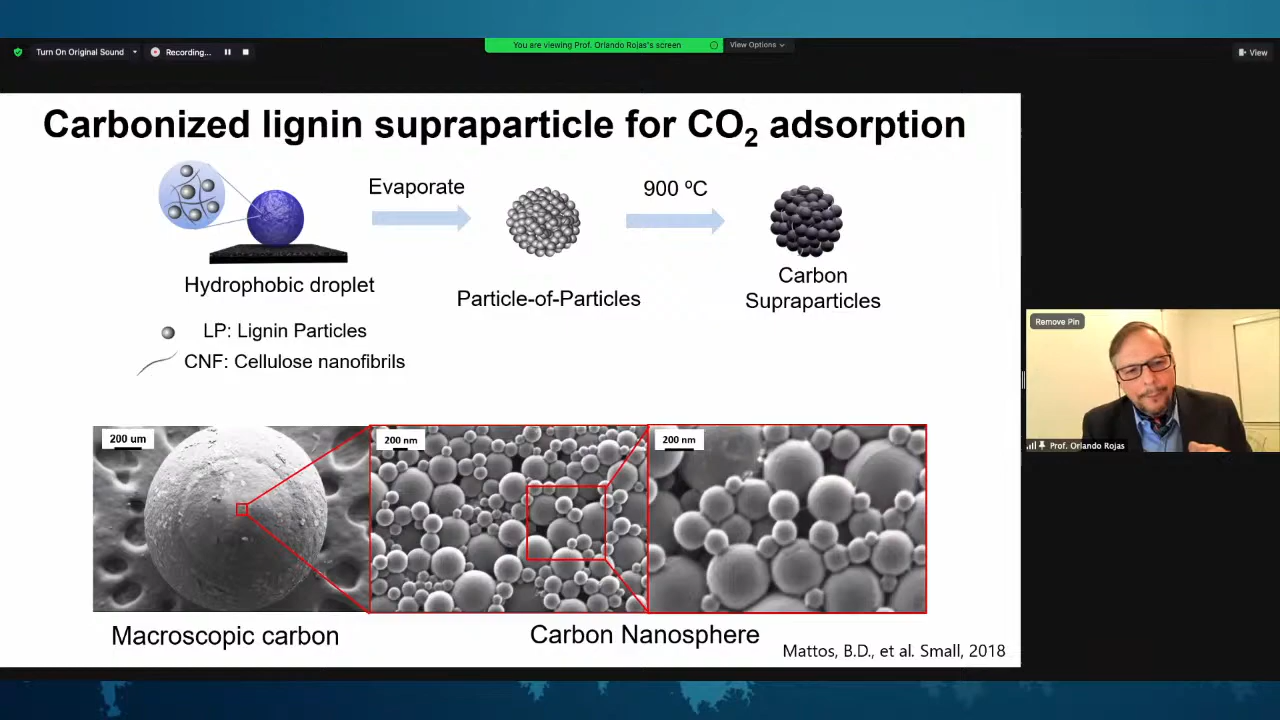 Turn On Original Sound
Recording...
You are viewing Prof. Orlando Rojas's screen
View Options
View
Carbonized lignin supraparticle for CO₂ adsorption
Evaporate
900 ºC
Hydrophobic droplet
Particle-of-Particles
Carbon
Supraparticles
LP: Lignin Particles
CNF: Cellulose nanofibrils
Remove Pin
Prof. Orlando Rojas
200 um
200 nm
200 nm
Macroscopic carbon
Carbon Nanosphere
Mattos, B.D., et al. Small, 2018